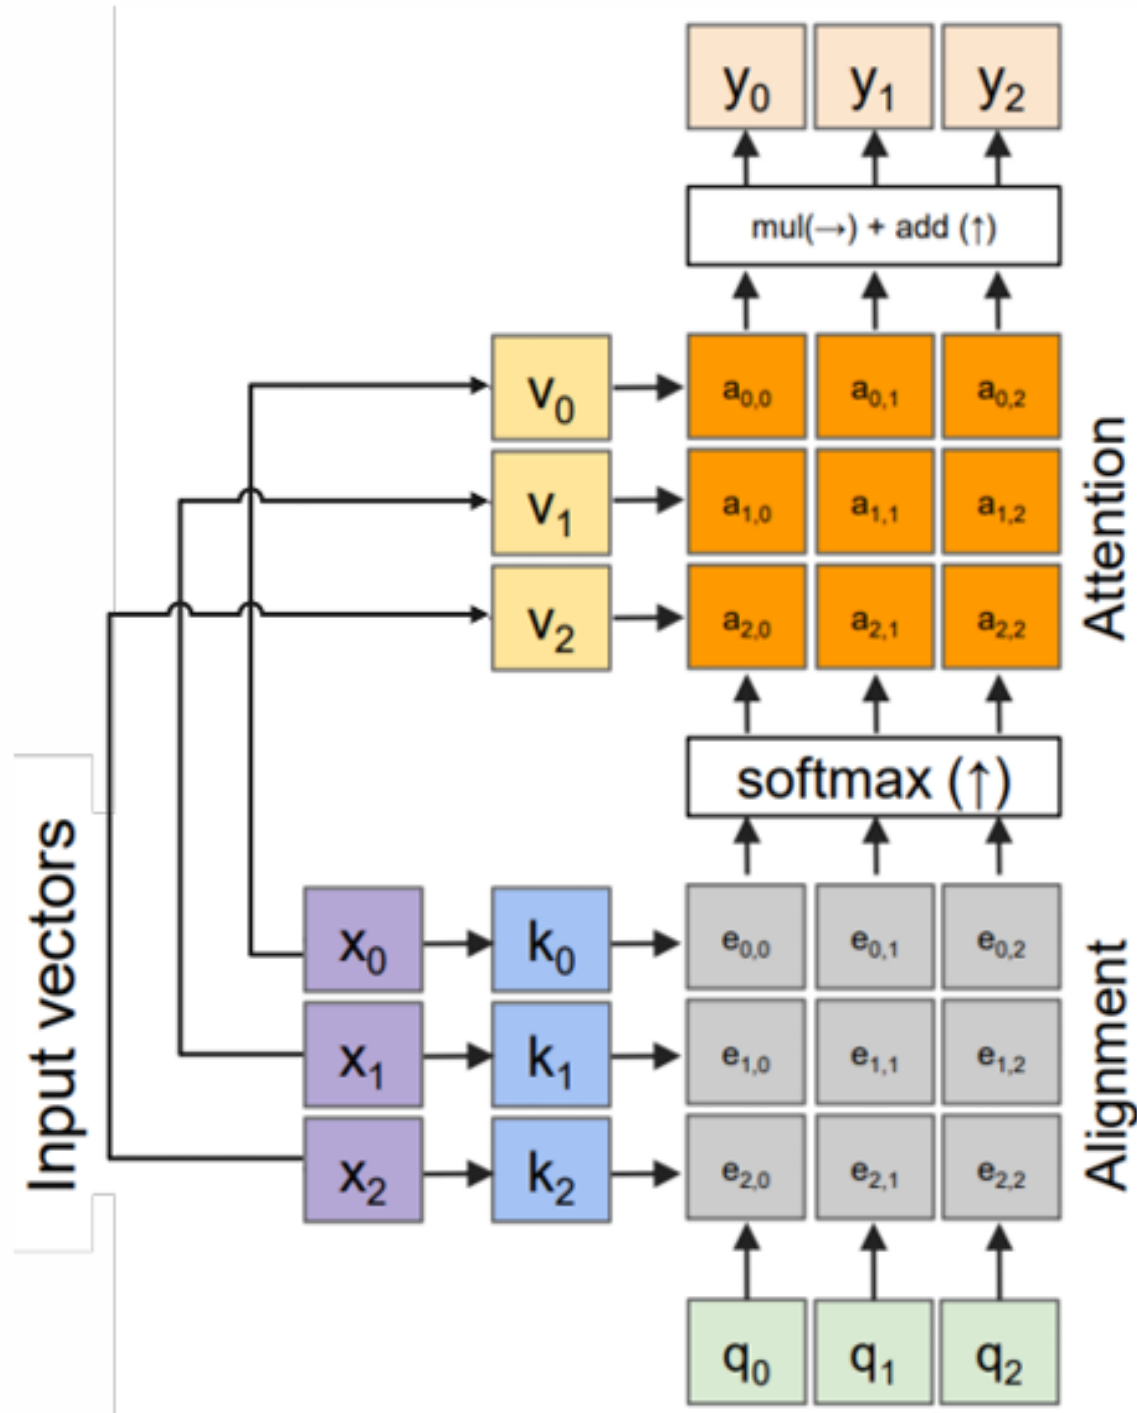 y0 y1 y2
mul(→) + add (↑)
v0 a0,0 a0,1 a0,2
v1 a1,0 a1,1 a1,2
v2 a2,0 a2,1 a2,2
Attention
softmax (↑)
Input vectors
x0 k0 e0,0 e0,1 e0,2
x1 k1 e1,0 e1,1 e1,2
x2 k2 e2,0 e2,1 e2,2
Alignment
q0 q1 q2